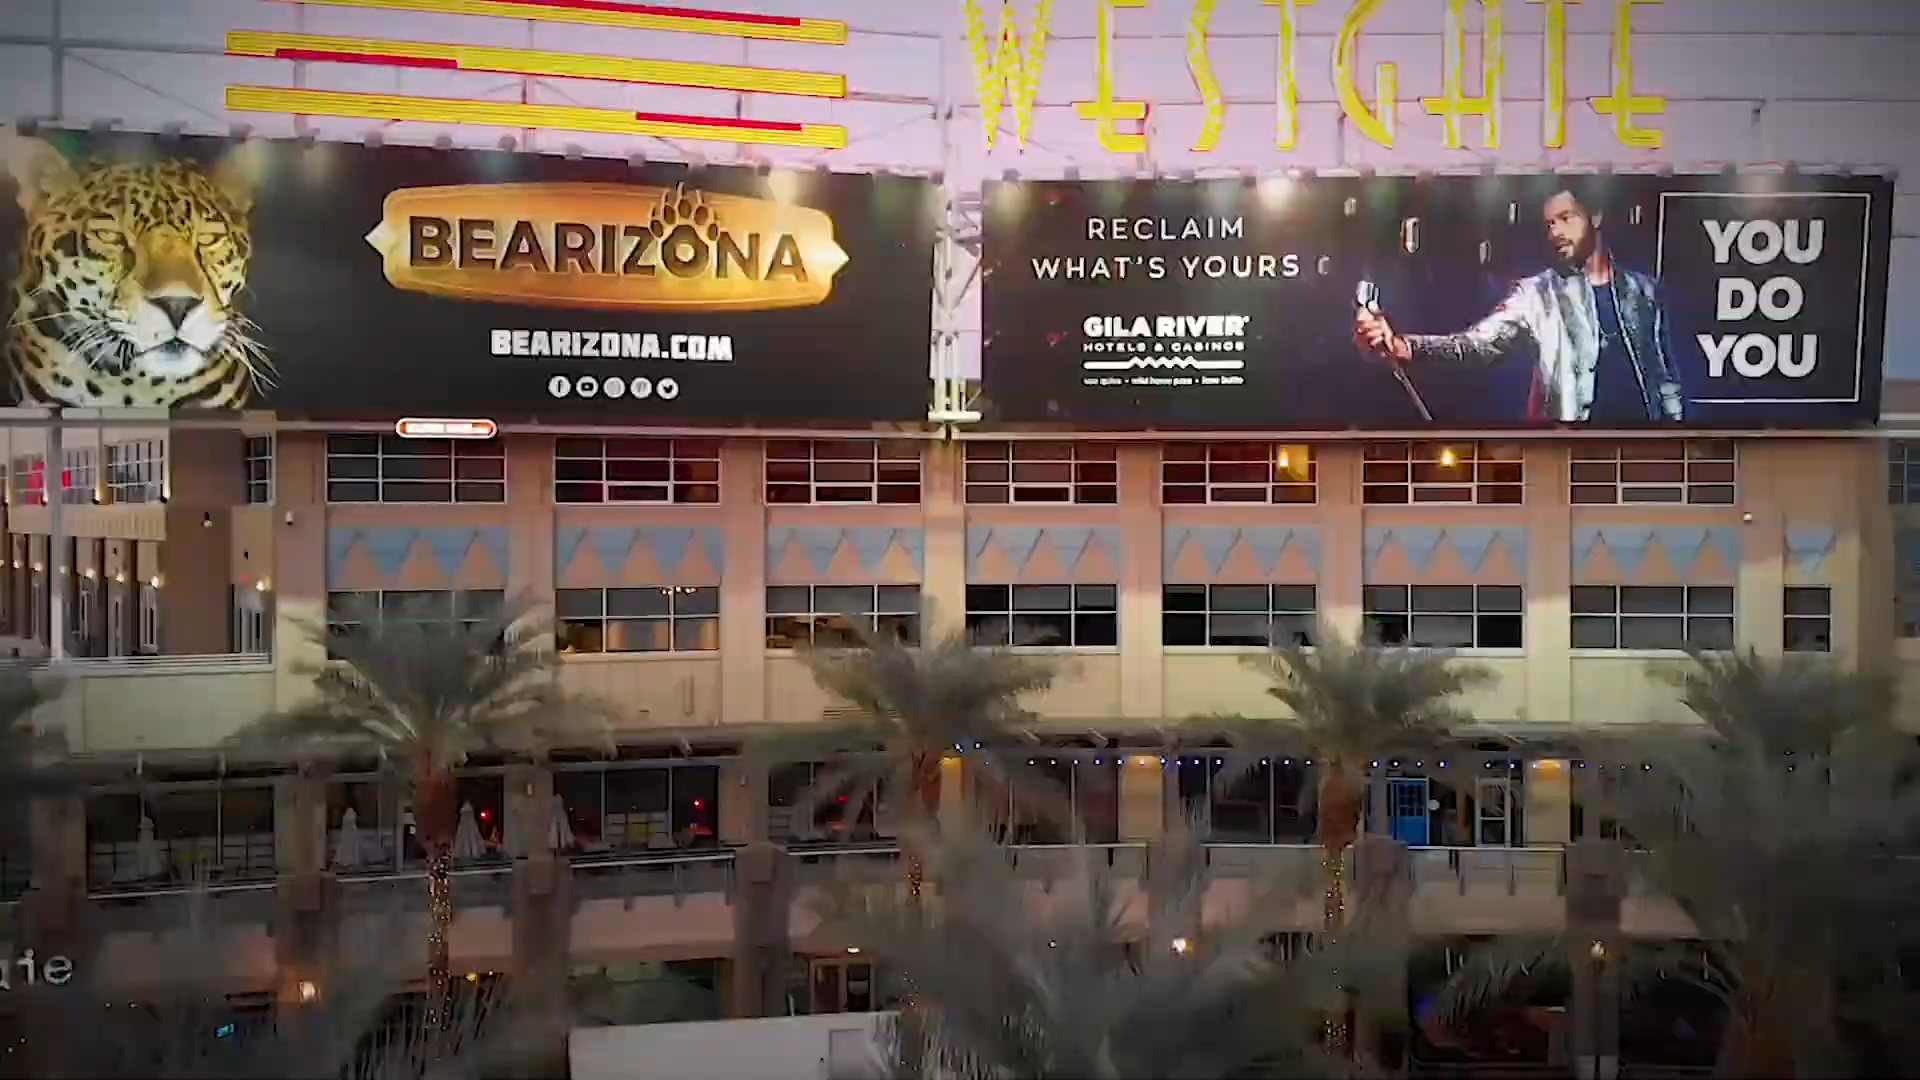 WESTGATE
BEARIZONA
BEARIZONA.COM
RECLAIM
WHAT'S YOURS
GILA RIVER
HOTELS & CASINOS
YOU
DO
YOU